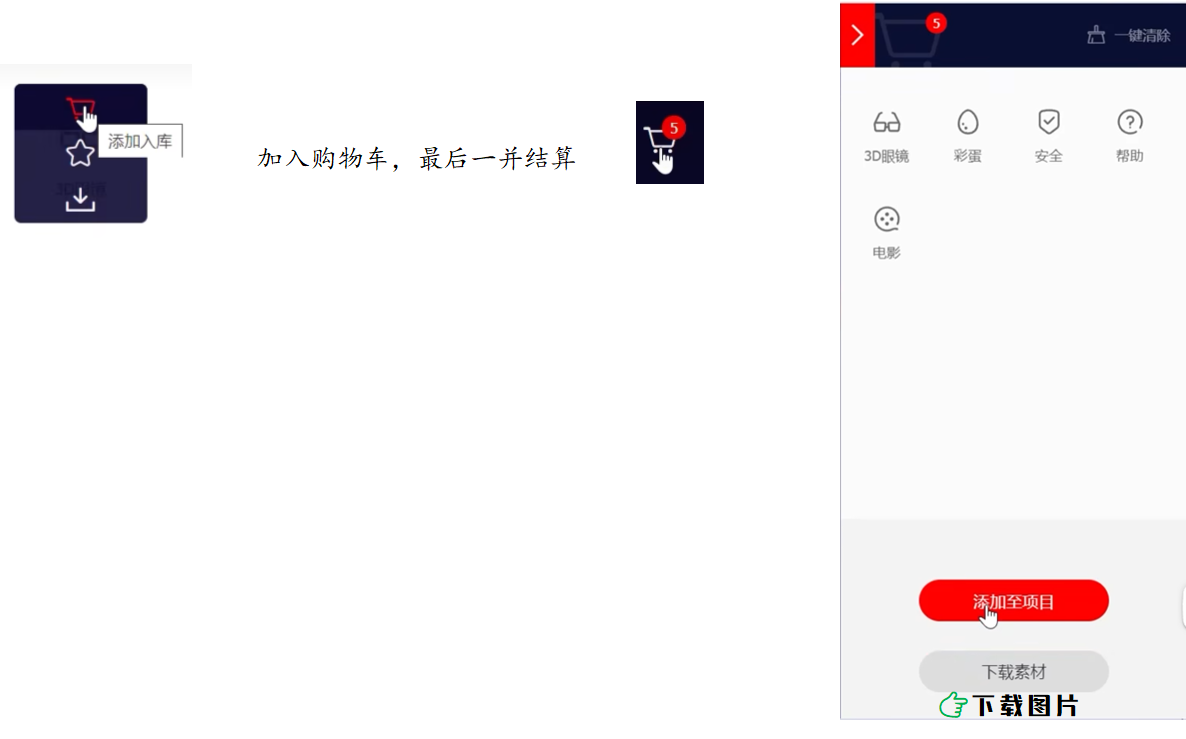 添加入库
加入购物车，最后一并结算
5
5
一键清除
3D眼镜
彩蛋
安全
帮助
电影
添加至项目
下载素材
下载图片